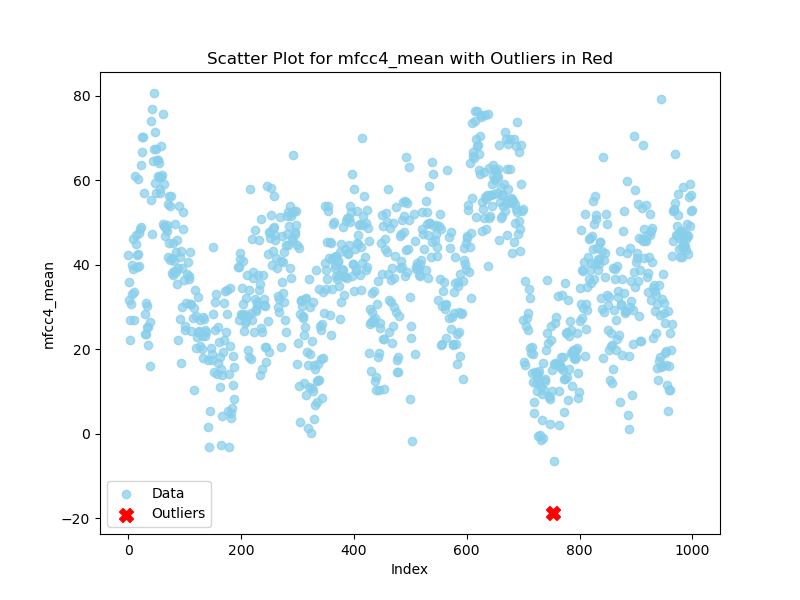 Scatter Plot for mfcc4_mean with Outliers in Red
80
60
40
20
0
−20
mfcc4_mean
Data
Outliers
0 200 400 600 800 1000
Index